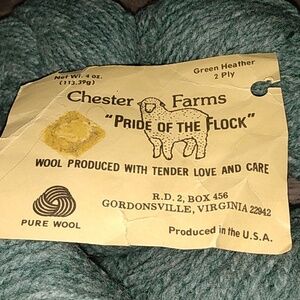 Net Wt. 4 oz.
(113.39g)
Green Heather
2 Ply
Chester Farms
"PRIDE OF THE FLOCK"
WOOL PRODUCED WITH TENDER LOVE AND CARE
R.D. 2, BOX 456
GORDONSVILLE, VIRGINIA 22942
PURE WOOL
Produced in the U.S.A.